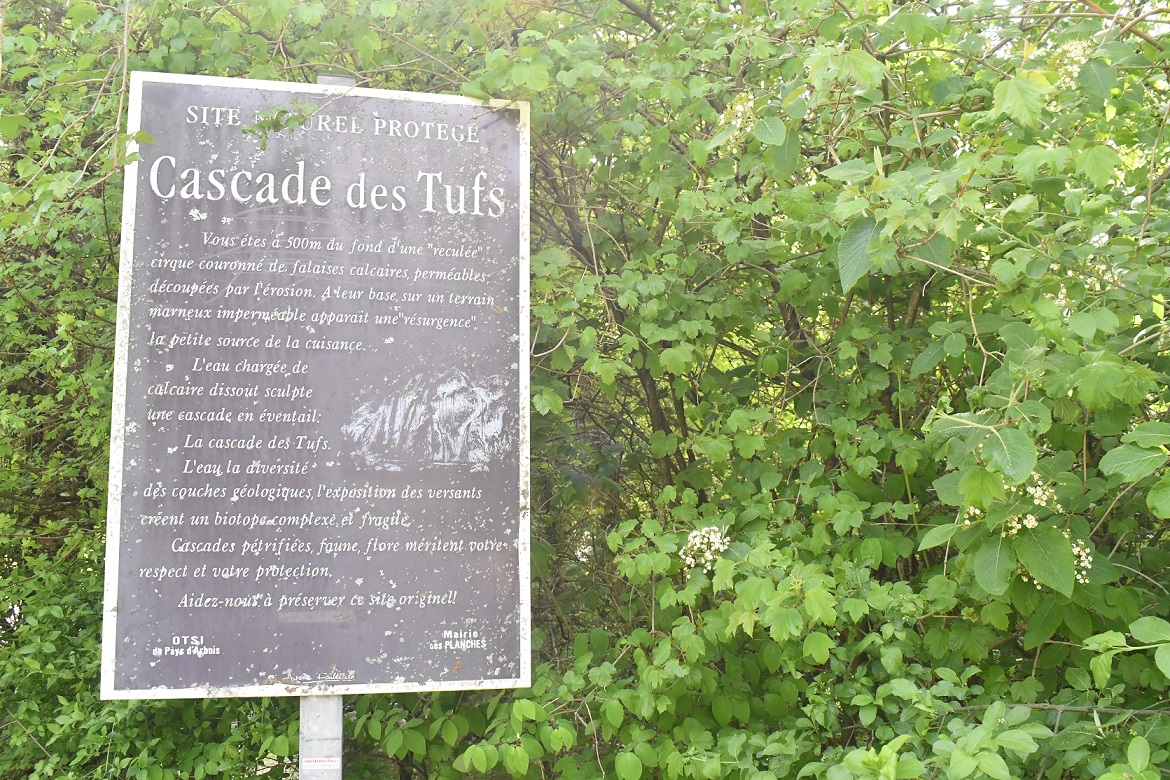 SITE NATUREL PROTEGÉ
Cascade des Tufs
Vous êtes à 500m du fond d'une "reculée"
cirque couronné de falaises calcaires, perméables,
découpées par l'érosion. A leur base, sur un terrain
marneux imperméable apparait une "résurgence",
la petite source de la cuisance.
L'eau chargée de
calcaire dissout sculpte
une cascade en éventail:
La cascade des Tufs.
L'eau, la diversité
des couches géologiques, l'exposition des versants
créent un biotope complexe et fragile.
Cascades pétrifiées, faune, flore méritent votre
respect et votre protection.
Aidez-nous à préserver ce site originel!
OTSI
du Pays d'Arbois
Mairie
des PLANCHES